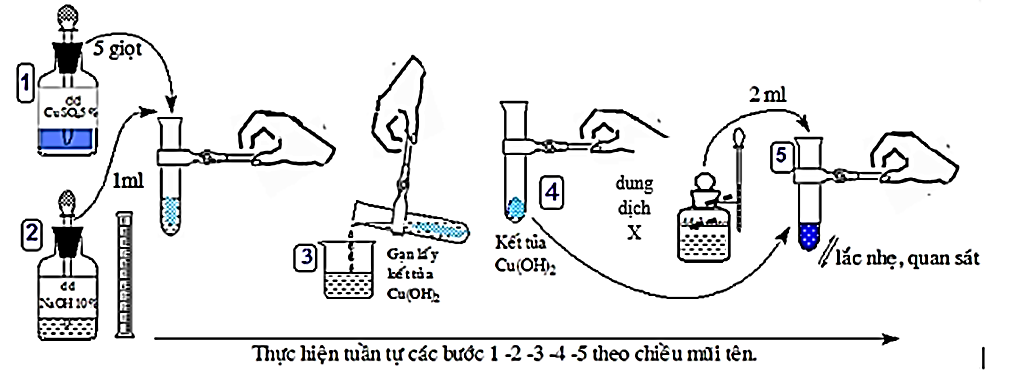 1
5 giọt
dd
CuSO₄5%
1ml
2
dd
NaOH 10%
3
Gạn lấy
kết tủa
Cu(OH)₂
4
Kết tủa
Cu(OH)₂
dung
dịch
X
2 ml
5
lắc nhẹ, quan sát
Thực hiện tuần tự các bước 1 -2 -3 -4 -5 theo chiều mũi tên.